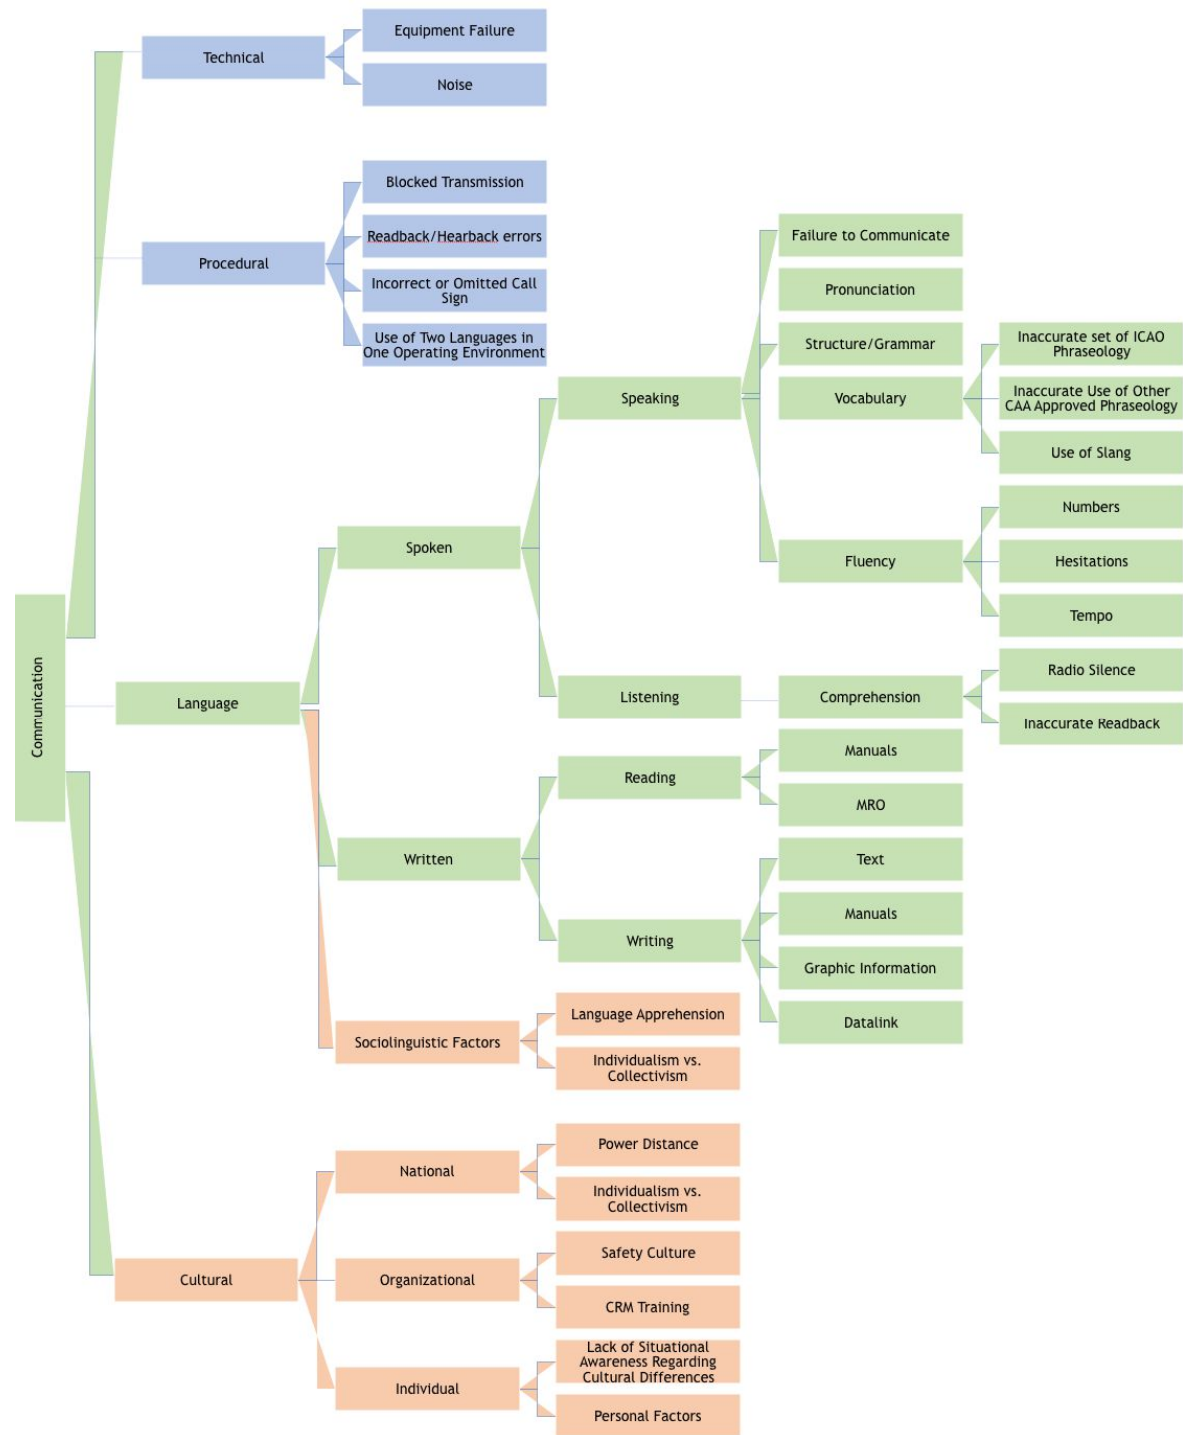 Communication
Technical
Equipment Failure
Noise
Procedural
Blocked Transmission
Readback/Hearback errors
Incorrect or Omitted Call
Sign
Use of Two Languages in
One Operating Environment
Language
Spoken
Speaking
Failure to Communicate
Pronunciation
Structure/Grammar
Vocabulary
Inaccurate set of ICAO
Phraseology
Inaccurate Use of Other
CAA Approved Phraseology
Use of Slang
Fluency
Numbers
Hesitations
Tempo
Listening
Comprehension
Radio Silence
Inaccurate Readback
Written
Reading
Manuals
MRO
Writing
Text
Manuals
Graphic Information
Datalink
Sociolinguistic Factors
Language Apprehension
Individualism vs.
Collectivism
Cultural
National
Power Distance
Individualism vs.
Collectivism
Organizational
Safety Culture
CRM Training
Individual
Lack of Situational
Awareness Regarding
Cultural Differences
Personal Factors